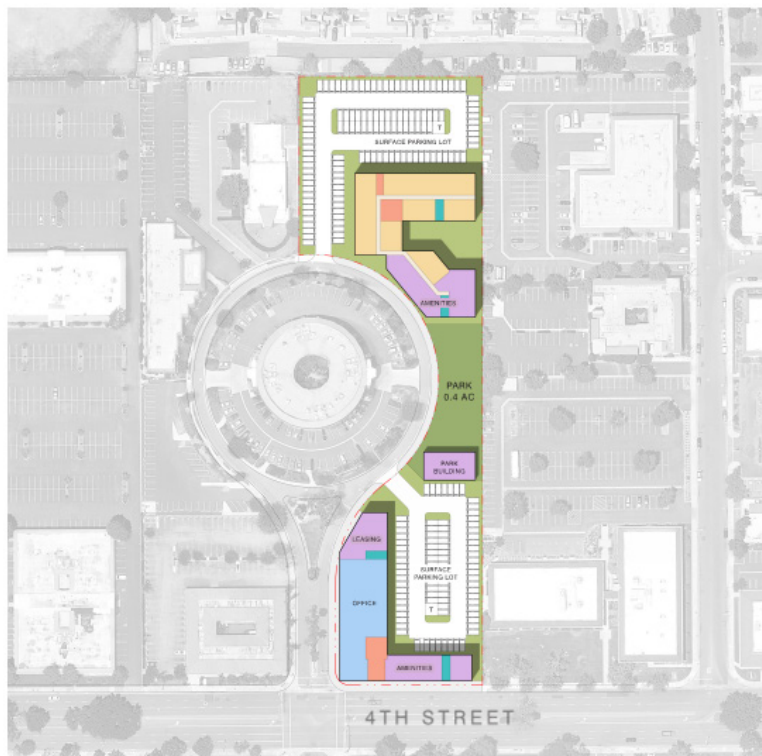 T
SURFACE PARKING LOT
AMENITIES
PARK
0.4 AC
PARK
BUILDING
LEASING
SURFACE
PARKING LOT
OFFICE
T
AMENITIES
4TH STREET